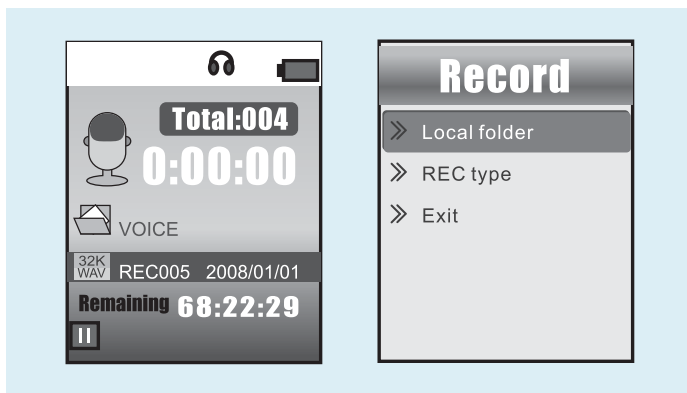 Total:004
0:00:00
VOICE
32K
WAV
REC005 2008/01/01
Remaining 68:22:29
Record
Local folder
REC type
Exit